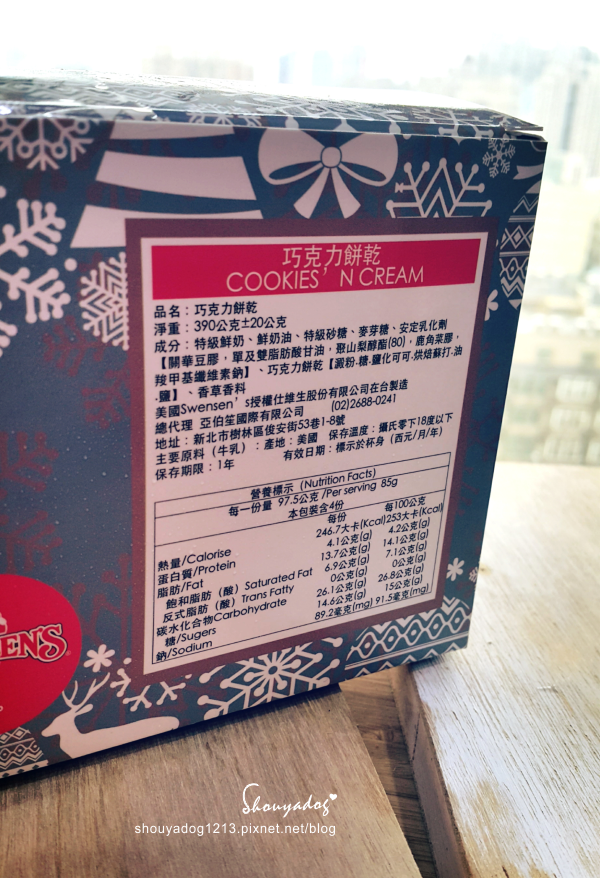 巧克力餅乾
COOKIES' N CREAM
品名：巧克力餅乾
淨重：390公克±20公克
成分：特級鮮奶、鮮奶油、特級砂糖、麥芽糖、安定乳化劑
【關華豆膠，單及雙脂肪酸甘油，聚山梨醇酯(80)，鹿角菜膠，
羧甲基纖維素鈉】、巧克力餅乾【澱粉.糖.鹽化可可.烘焙蘇打.油
.鹽】、香草香料
美國Swensen's授權仕維生股份有限公司在台製造
總代理 亞伯笙國際有限公司 (02)2688-0241
地址：新北市樹林區俊安街53巷1-8號
主要原料（牛乳）：產地：美國 保存溫度：攝氏零下18度以下
保存期限：1年 有效日期：標示於杯身（西元/月/年）
營養標示（Nutrition Facts）
每一份量 97.5公克 /Per serving 85g
本包裝含4份
每份 每100公克
熱量/Calorise 246.7大卡(Kcal) 253大卡(Kcal)
蛋白質/Protein 4.1公克(g) 4.2公克(g)
脂肪/Fat 13.7公克(g) 14.1公克(g)
飽和脂肪（酸）Saturated Fat 6.9公克(g) 7.1公克(g)
反式脂肪（酸）Trans Fatty 0公克(g) 0公克(g)
碳水化合物Carbohydrate 26.1公克(g) 26.8公克(g)
糖/Sugers 14.6公克(g) 15公克(g)
鈉/Sodium 89.2毫克(mg) 91.5毫克(mg)
ENS
Shouyadog
shouyadog1213.pixnet.net/blog